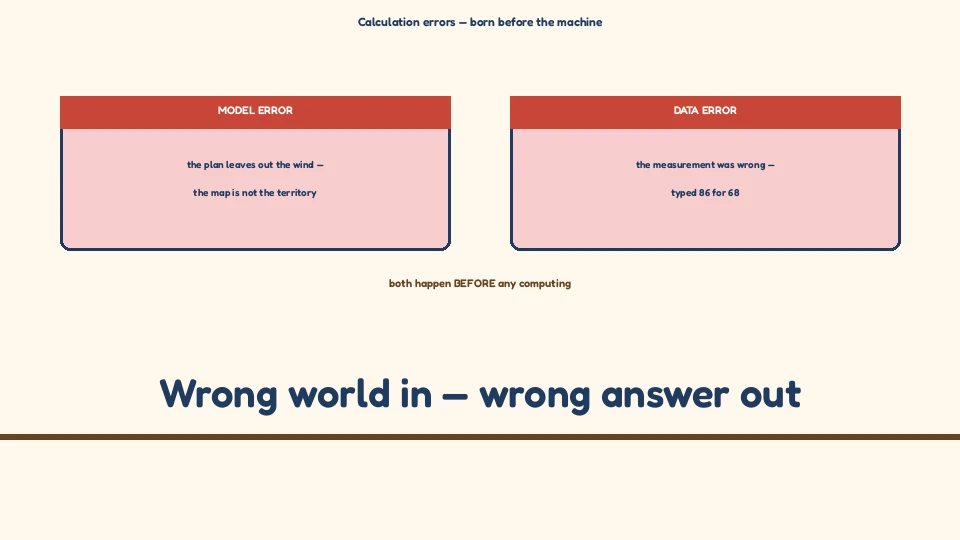 Calculation errors — born before the machine
MODEL ERROR
the plan leaves out the wind —
the map is not the territory
DATA ERROR
the measurement was wrong —
typed 86 for 68
both happen BEFORE any computing
Wrong world in — wrong answer out